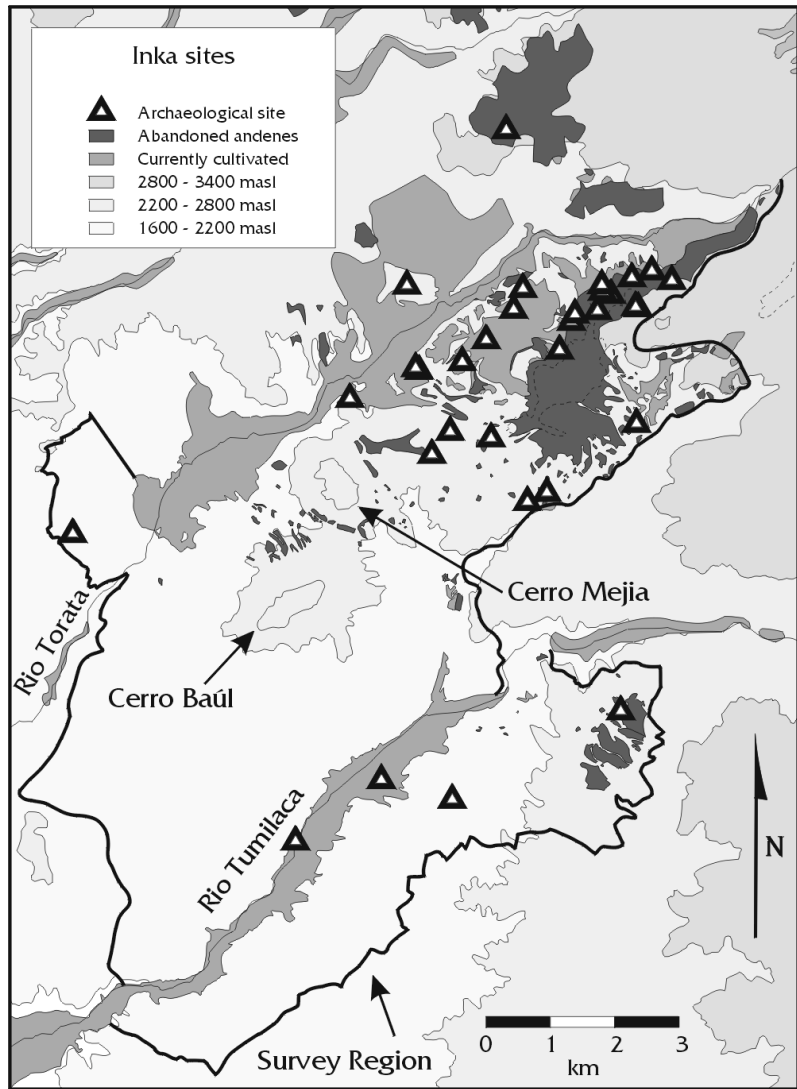 Inka sites
Archaeological site
Abandoned andenes
Currently cultivated
2800 - 3400 masl
2200 - 2800 masl
1600 - 2200 masl
Cerro Mejia
Rio Torata
Cerro Baúl
Rio Tumilaca
N
Survey Region
0 1 2 3
km